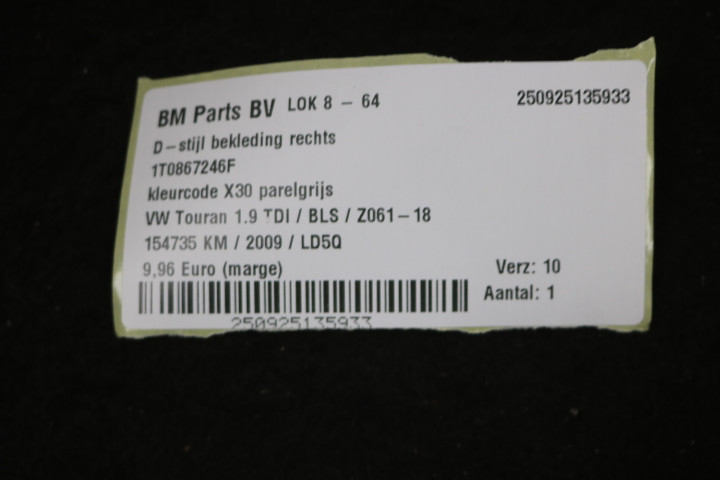 BM Parts BV LOK 8 – 64 250925135933
D–stijl bekleding rechts
1T0867246F
kleurcode X30 parelgrijs
VW Touran 1.9 TDI / BLS / Z061–18
154735 KM / 2009 / LD5Q
9,96 Euro (marge) Verz: 10
Aantal: 1
250925135933